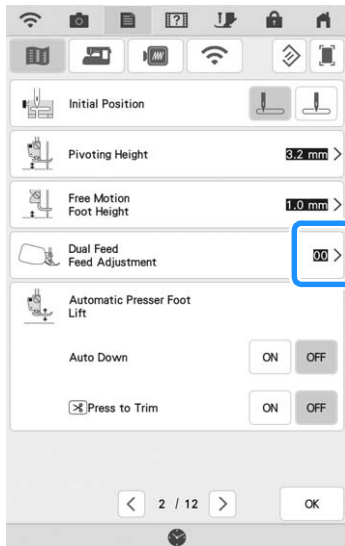 Initial Position
Pivoting Height
3.2 mm >
Free Motion
Foot Height
1.0 mm >
Dual Feed
Feed Adjustment
00 >
Automatic Presser Foot
Lift
Auto Down
ON
OFF
Press to Trim
ON
OFF
< 2 / 12 >
OK